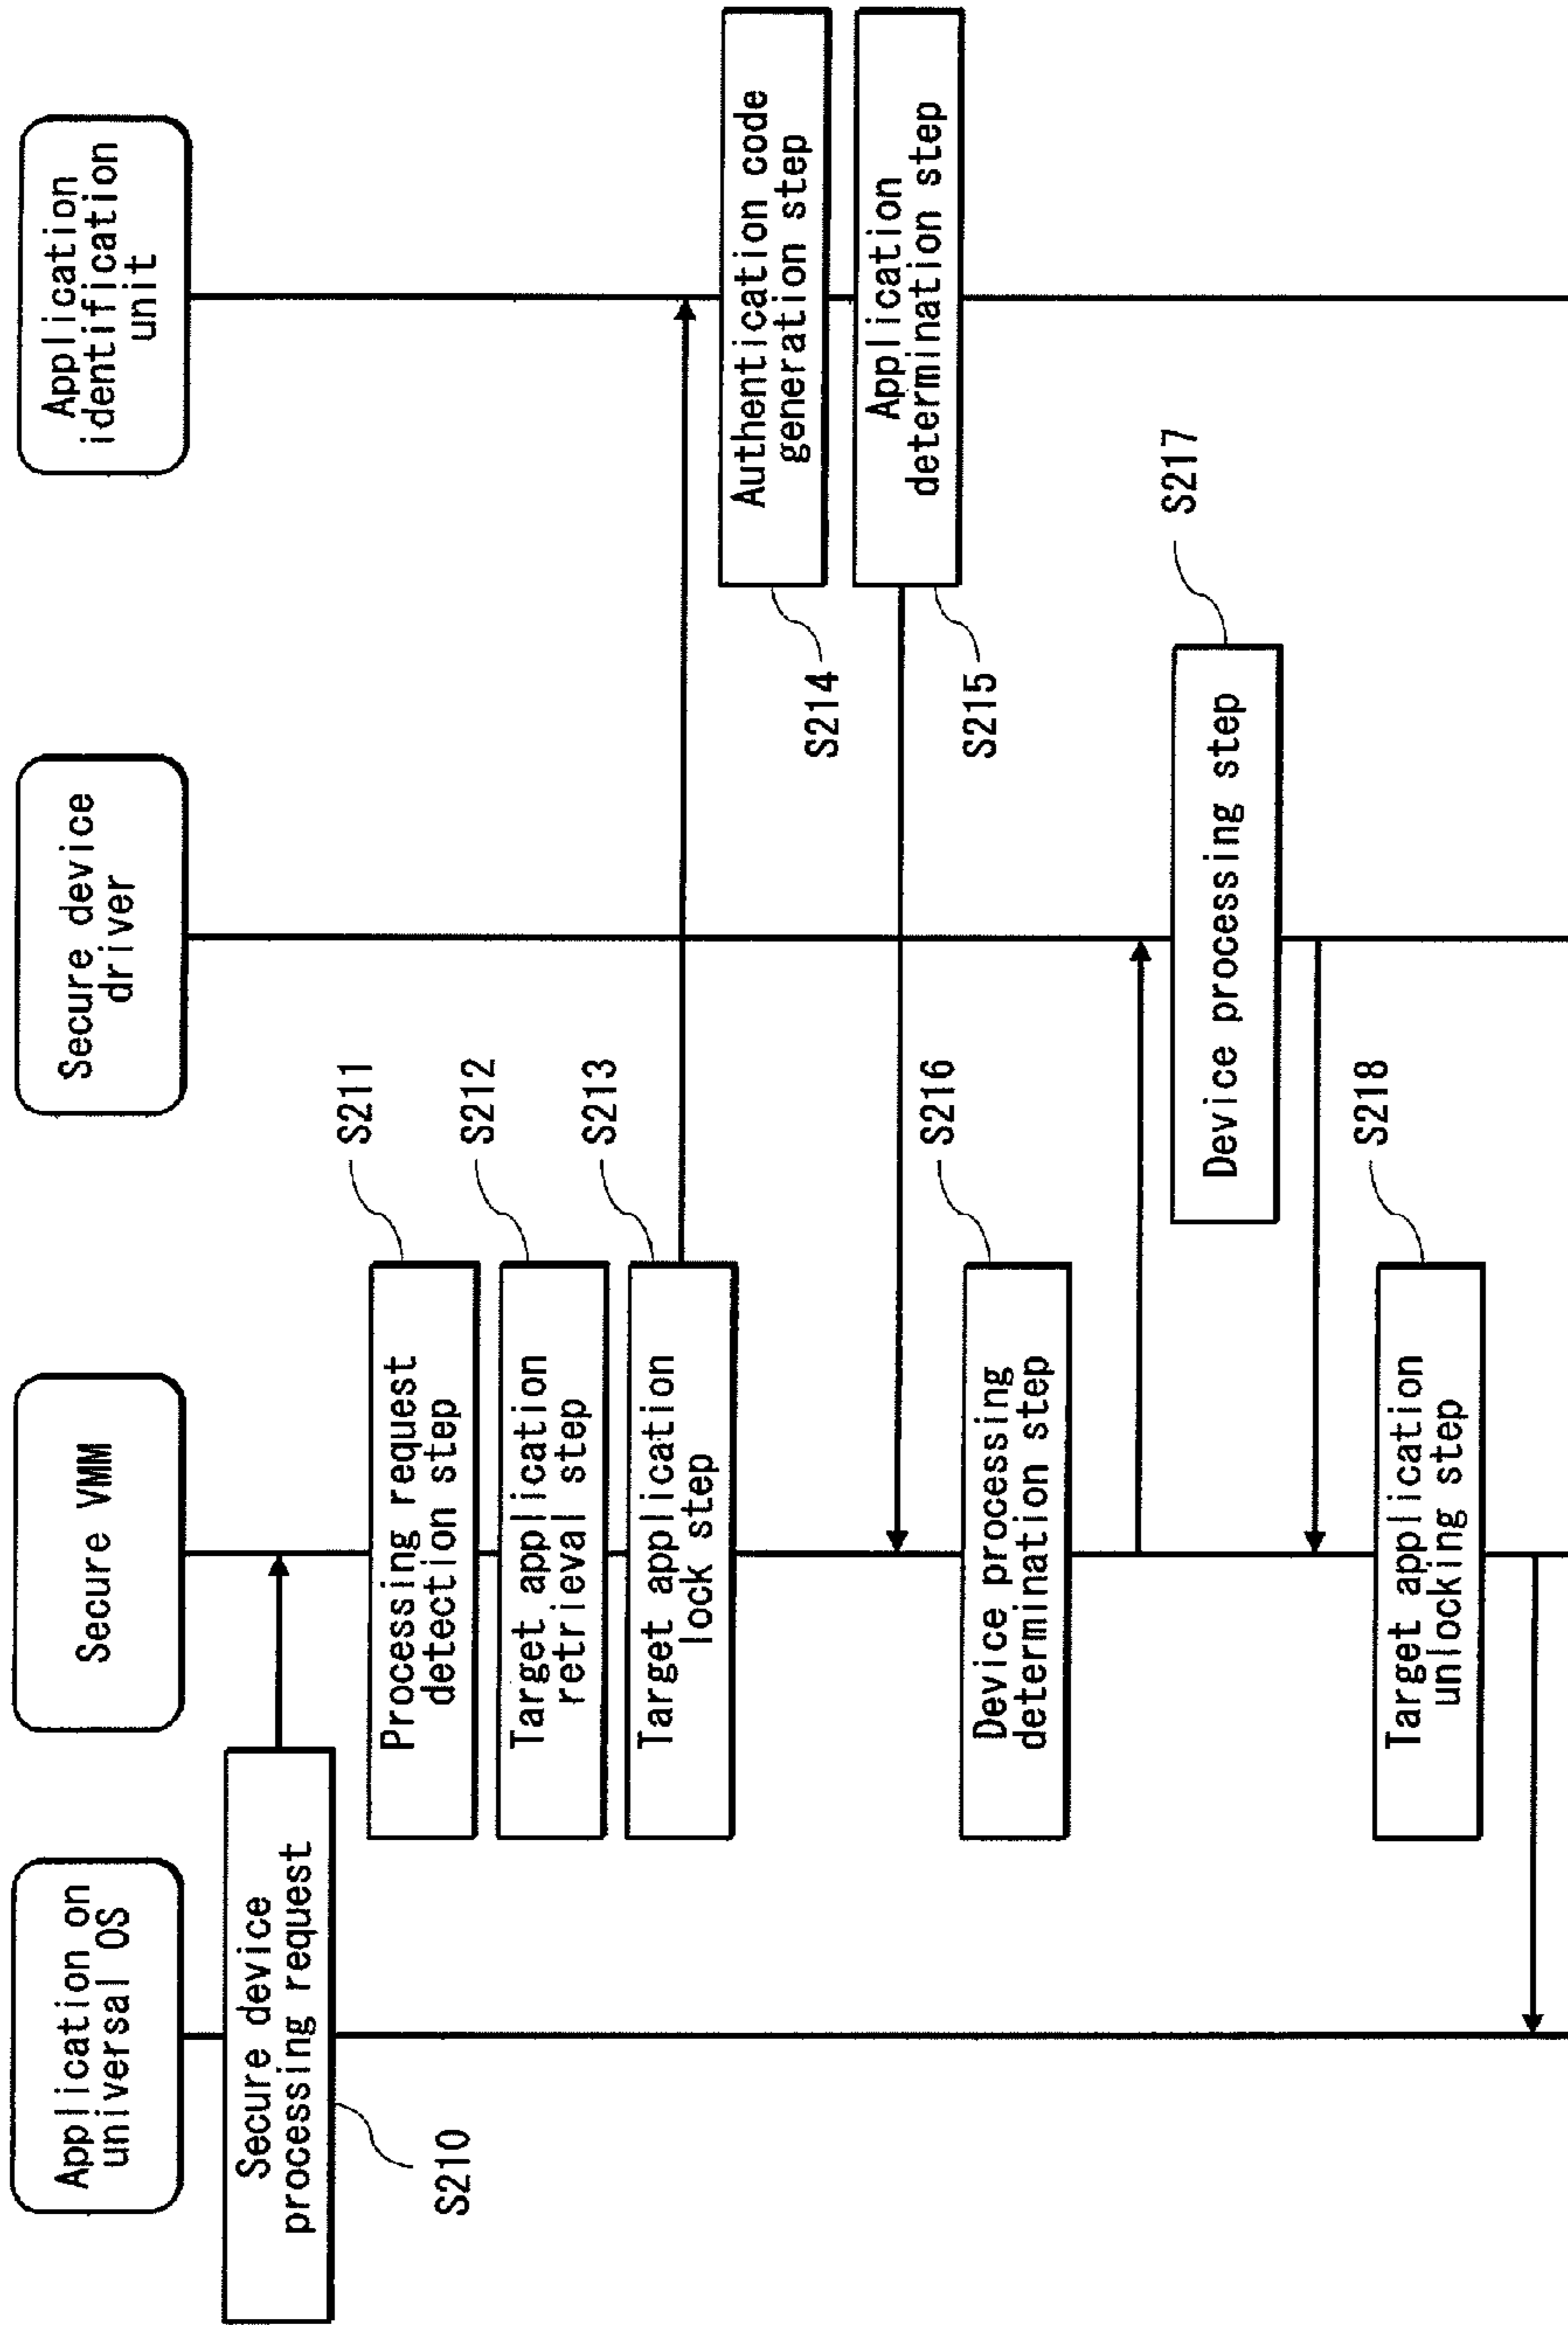 Application on
universal OS
Secure VMM
Secure device
driver
Application
identification
unit
Secure device
processing request
S210
Processing request
detection step
S211
Target application
retrieval step
S212
Target application
lock step
S213
Authentication code
generation step
S214
Application
determination step
S215
Device processing
determination step
S216
Device processing step
S217
Target application
unlocking step
S218